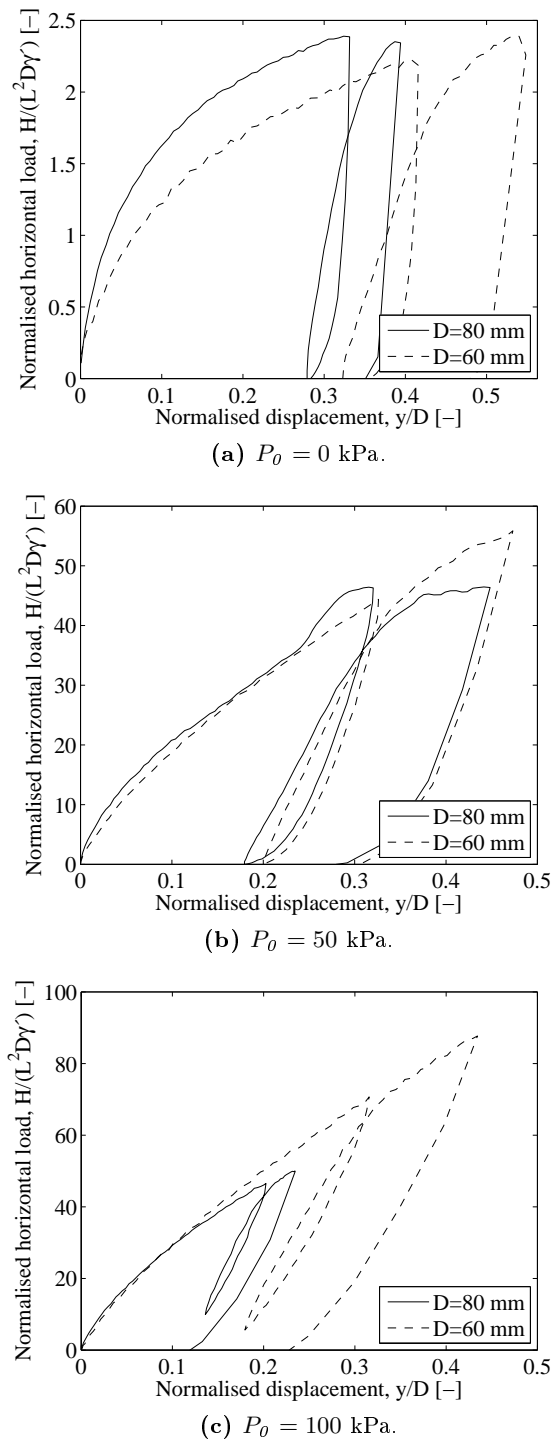 2.5
2
1.5
1
0.5
0
Normalised horizontal load, H/(L²Dγ′) [−]
D=80 mm
D=60 mm
0 0.1 0.2 0.3 0.4 0.5
Normalised displacement, y/D [−]
(a) P₀ = 0 kPa.
60
50
40
30
20
10
0
Normalised horizontal load, H/(L²Dγ′) [−]
D=80 mm
D=60 mm
0 0.1 0.2 0.3 0.4 0.5
Normalised displacement, y/D [−]
(b) P₀ = 50 kPa.
100
80
60
40
20
0
Normalised horizontal load, H/(L²Dγ′) [−]
D=80 mm
D=60 mm
0 0.1 0.2 0.3 0.4 0.5
Normalised displacement, y/D [−]
(c) P₀ = 100 kPa.